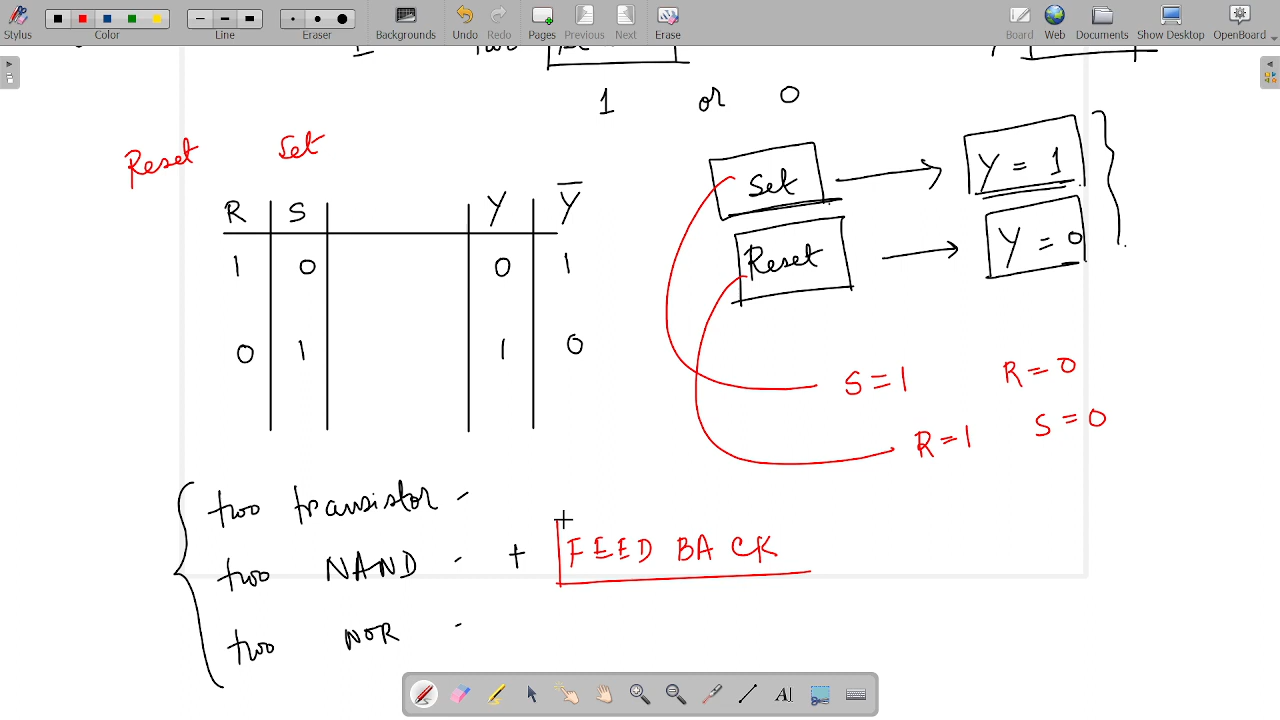 Stylus Color Line Eraser Backgrounds Undo Pages Previous Next Erase Board Web Documents Show Desktop OpenBoard
1 or 0
Reset Set
R S Y Y̅
1 0 0 1
0 1 1 0
Set → Y = 1
Reset → Y = 0
S = 1 R = 0
R = 1 S = 0
two transistor -
two NAND - + FEED BACK
two NOR -